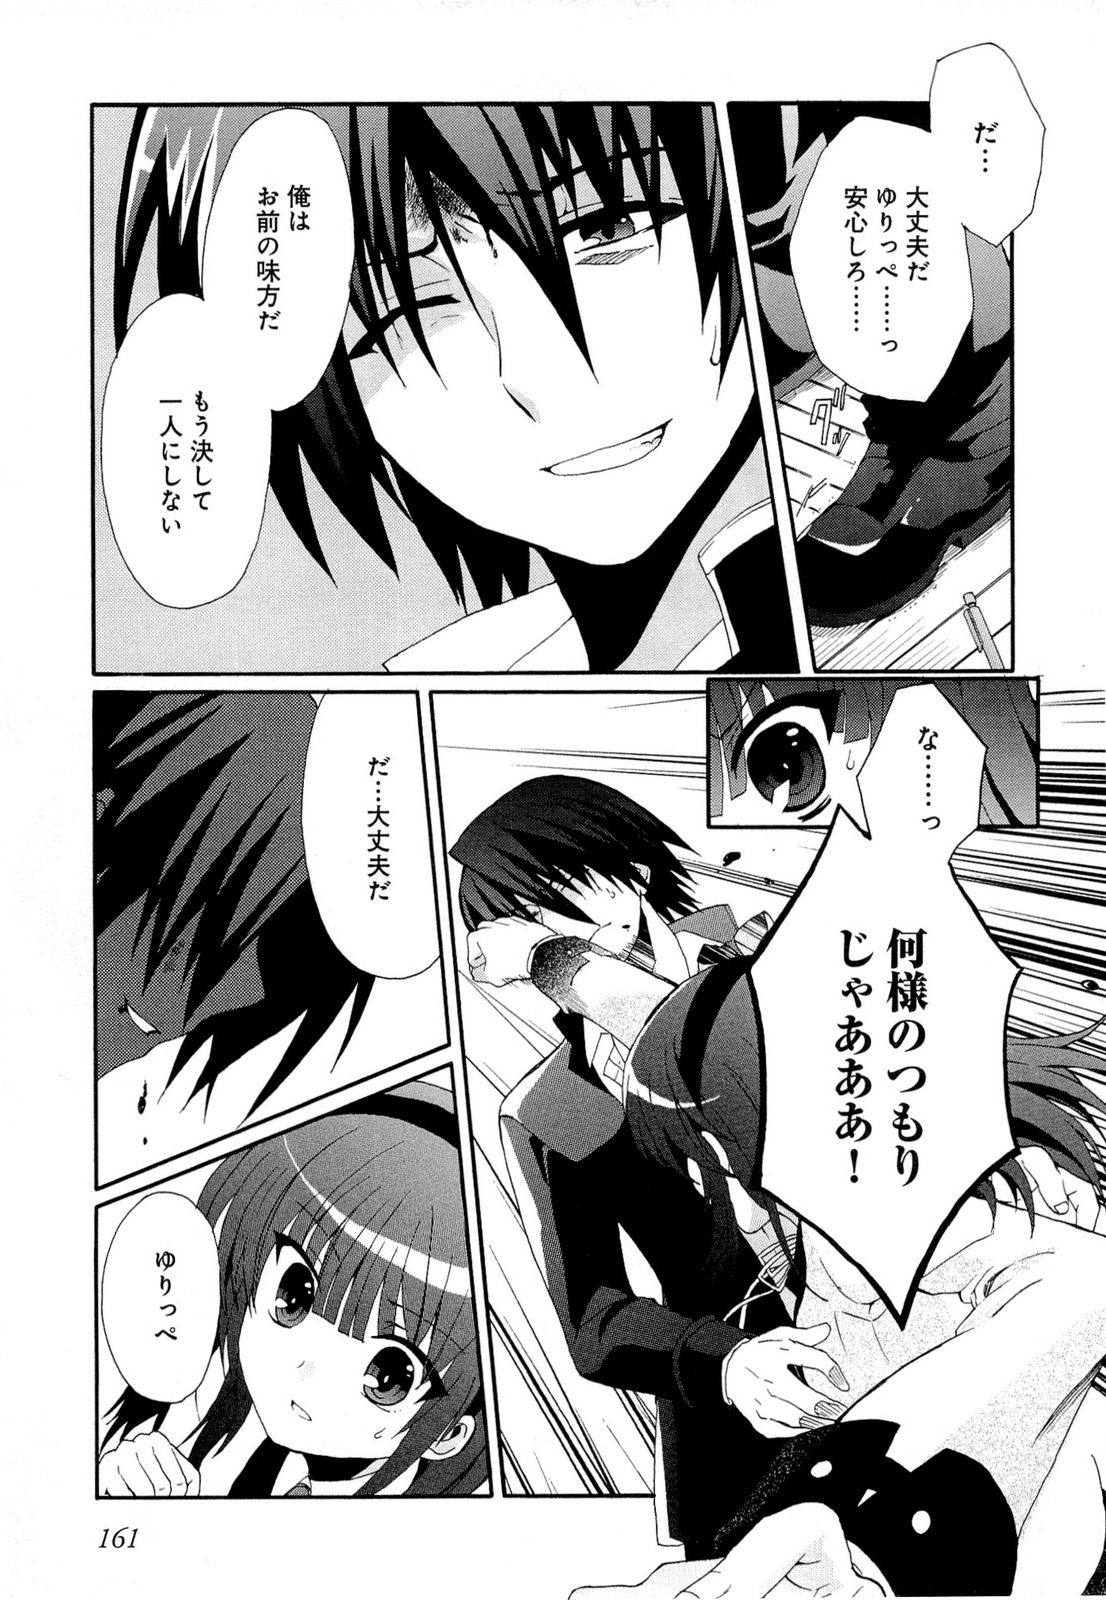 だ…
大丈夫だ
ゆりっぺ……っ
安心しろ……
ダッ
俺は
お前の味方だ
もう決して
一人にしない
な……っ
何様のつもり
じゃあああ！
だ…大丈夫だ
ゆりっぺ
161